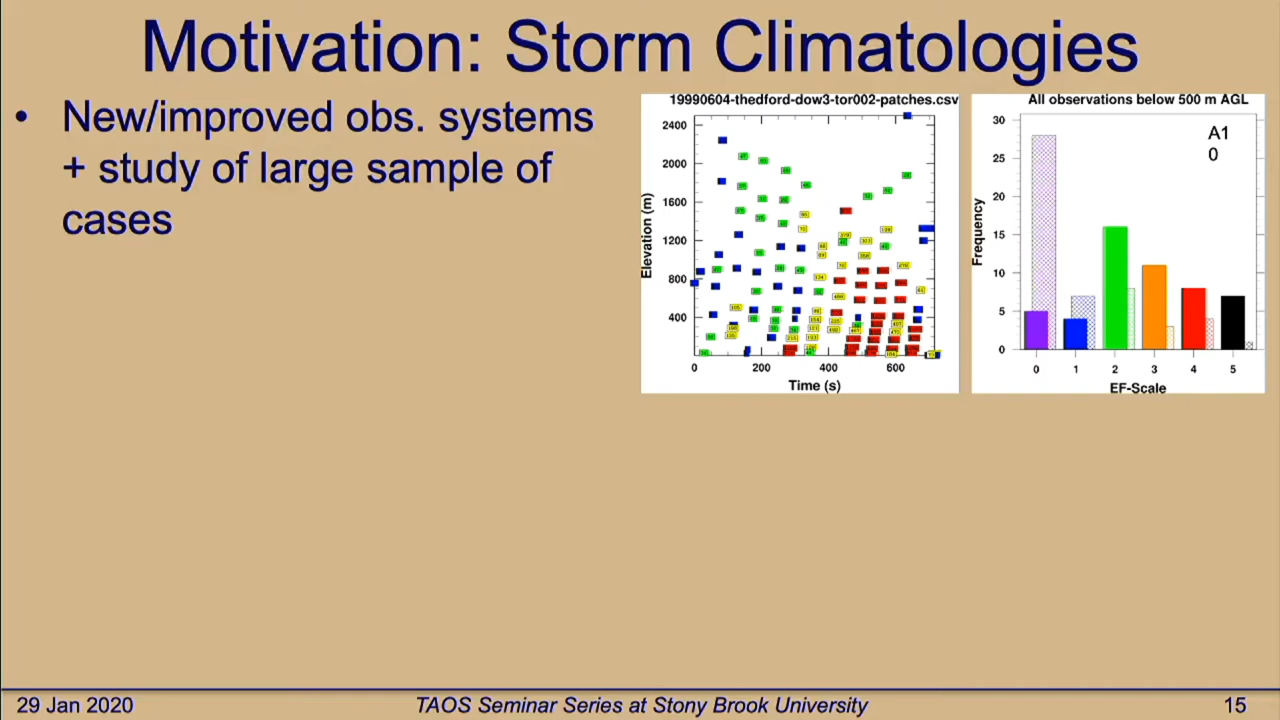 Motivation: Storm Climatologies
• New/improved obs. systems
+ study of large sample of
cases
19990604-thedford-dow3-tor002-patches.csv
2400
2000
1600
1200
800
400
Elevation (m)
0 200 400 600
Time (s)
All observations below 500 m AGL
A1
0
30
25
20
15
10
5
0
Frequency
0 1 2 3 4 5
EF-Scale
29 Jan 2020 TAOS Seminar Series at Stony Brook University 15